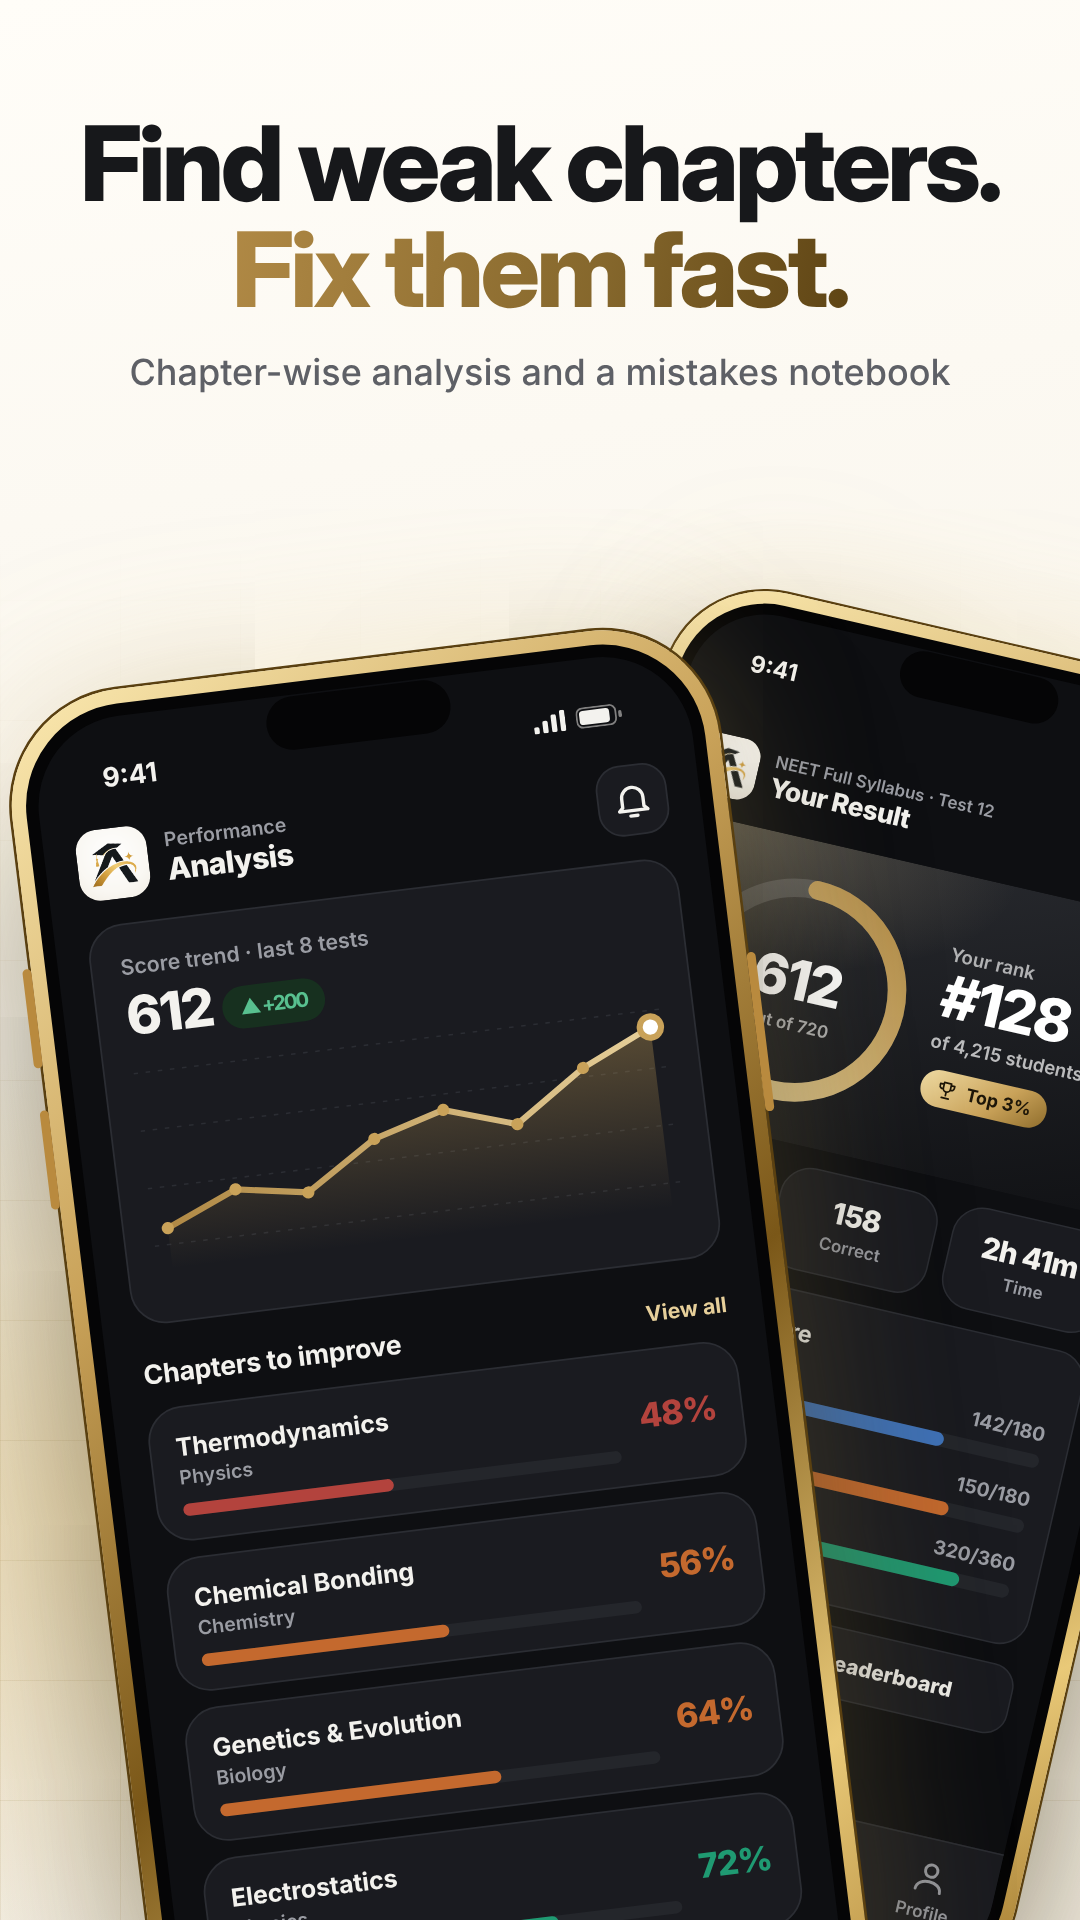 Find weak chapters.
Fix them fast.
Chapter-wise analysis and a mistakes notebook
9:41
Performance
Analysis
Score trend · last 8 tests
612 ▲ +200
Chapters to improve
View all
Thermodynamics
Physics
48%
Chemical Bonding
Chemistry
56%
Genetics & Evolution
Biology
64%
Electrostatics
72%
9:41
NEET Full Syllabus · Test 12
Your Result
612
of 720
Your rank
#128
of 4,215 students
Top 3%
158
Correct
2h 41m
Time
142/180
150/180
320/360
eaderboard
Profile